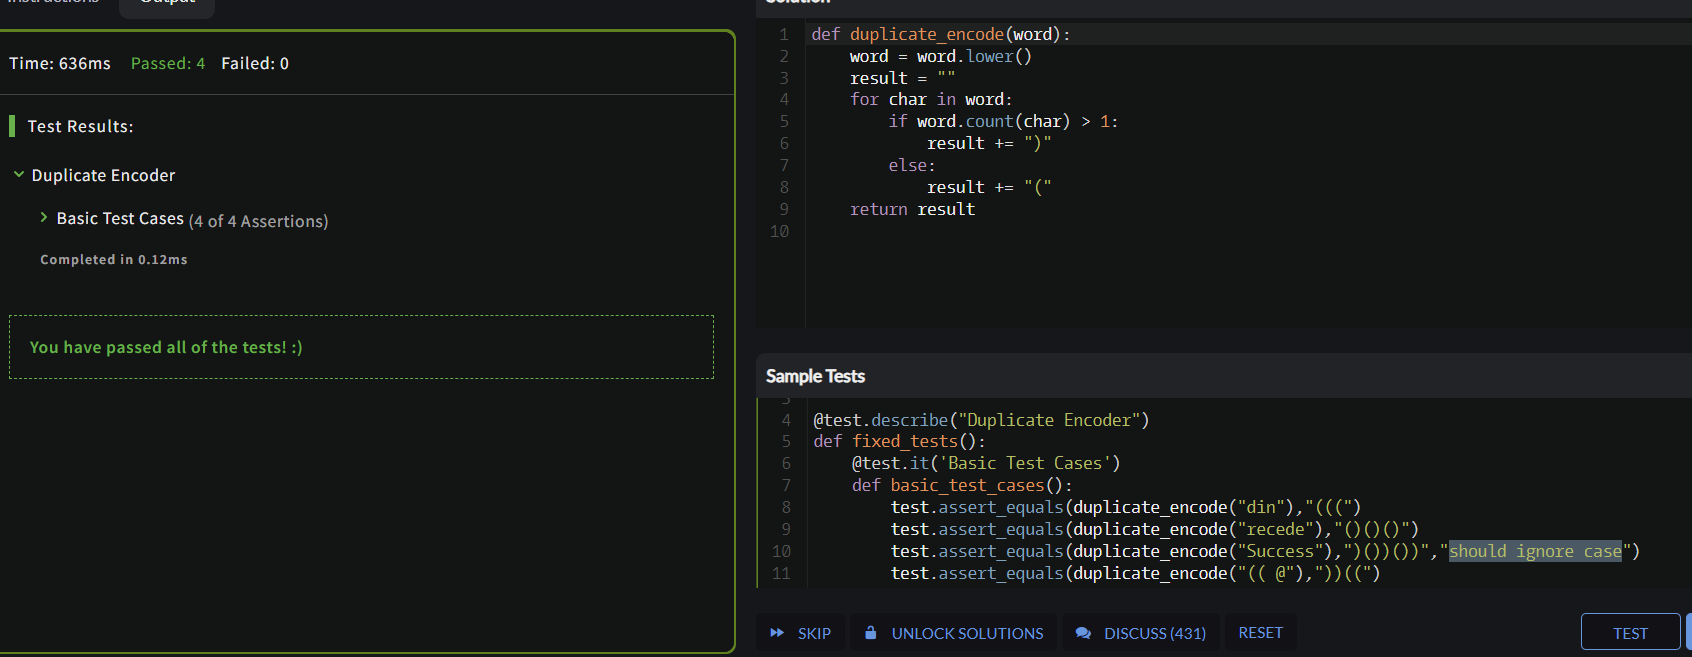 Instructions
Output
Time: 636ms Passed: 4 Failed: 0
Test Results:
Duplicate Encoder
Basic Test Cases (4 of 4 Assertions)
Completed in 0.12ms
You have passed all of the tests! :)
Solution
1 def duplicate_encode(word):
2     word = word.lower()
3     result = ""
4     for char in word:
5         if word.count(char) > 1:
6             result += ")"
7         else:
8             result += "("
9     return result
10
Sample Tests
3
4 @test.describe("Duplicate Encoder")
5 def fixed_tests():
6     @test.it('Basic Test Cases')
7     def basic_test_cases():
8         test.assert_equals(duplicate_encode("din"),"(((")
9         test.assert_equals(duplicate_encode("recede"),"()()()")
10         test.assert_equals(duplicate_encode("Success"),")())())","should ignore case")
11         test.assert_equals(duplicate_encode("(( @"),"))((")
SKIP UNLOCK SOLUTIONS DISCUSS (431) RESET TEST